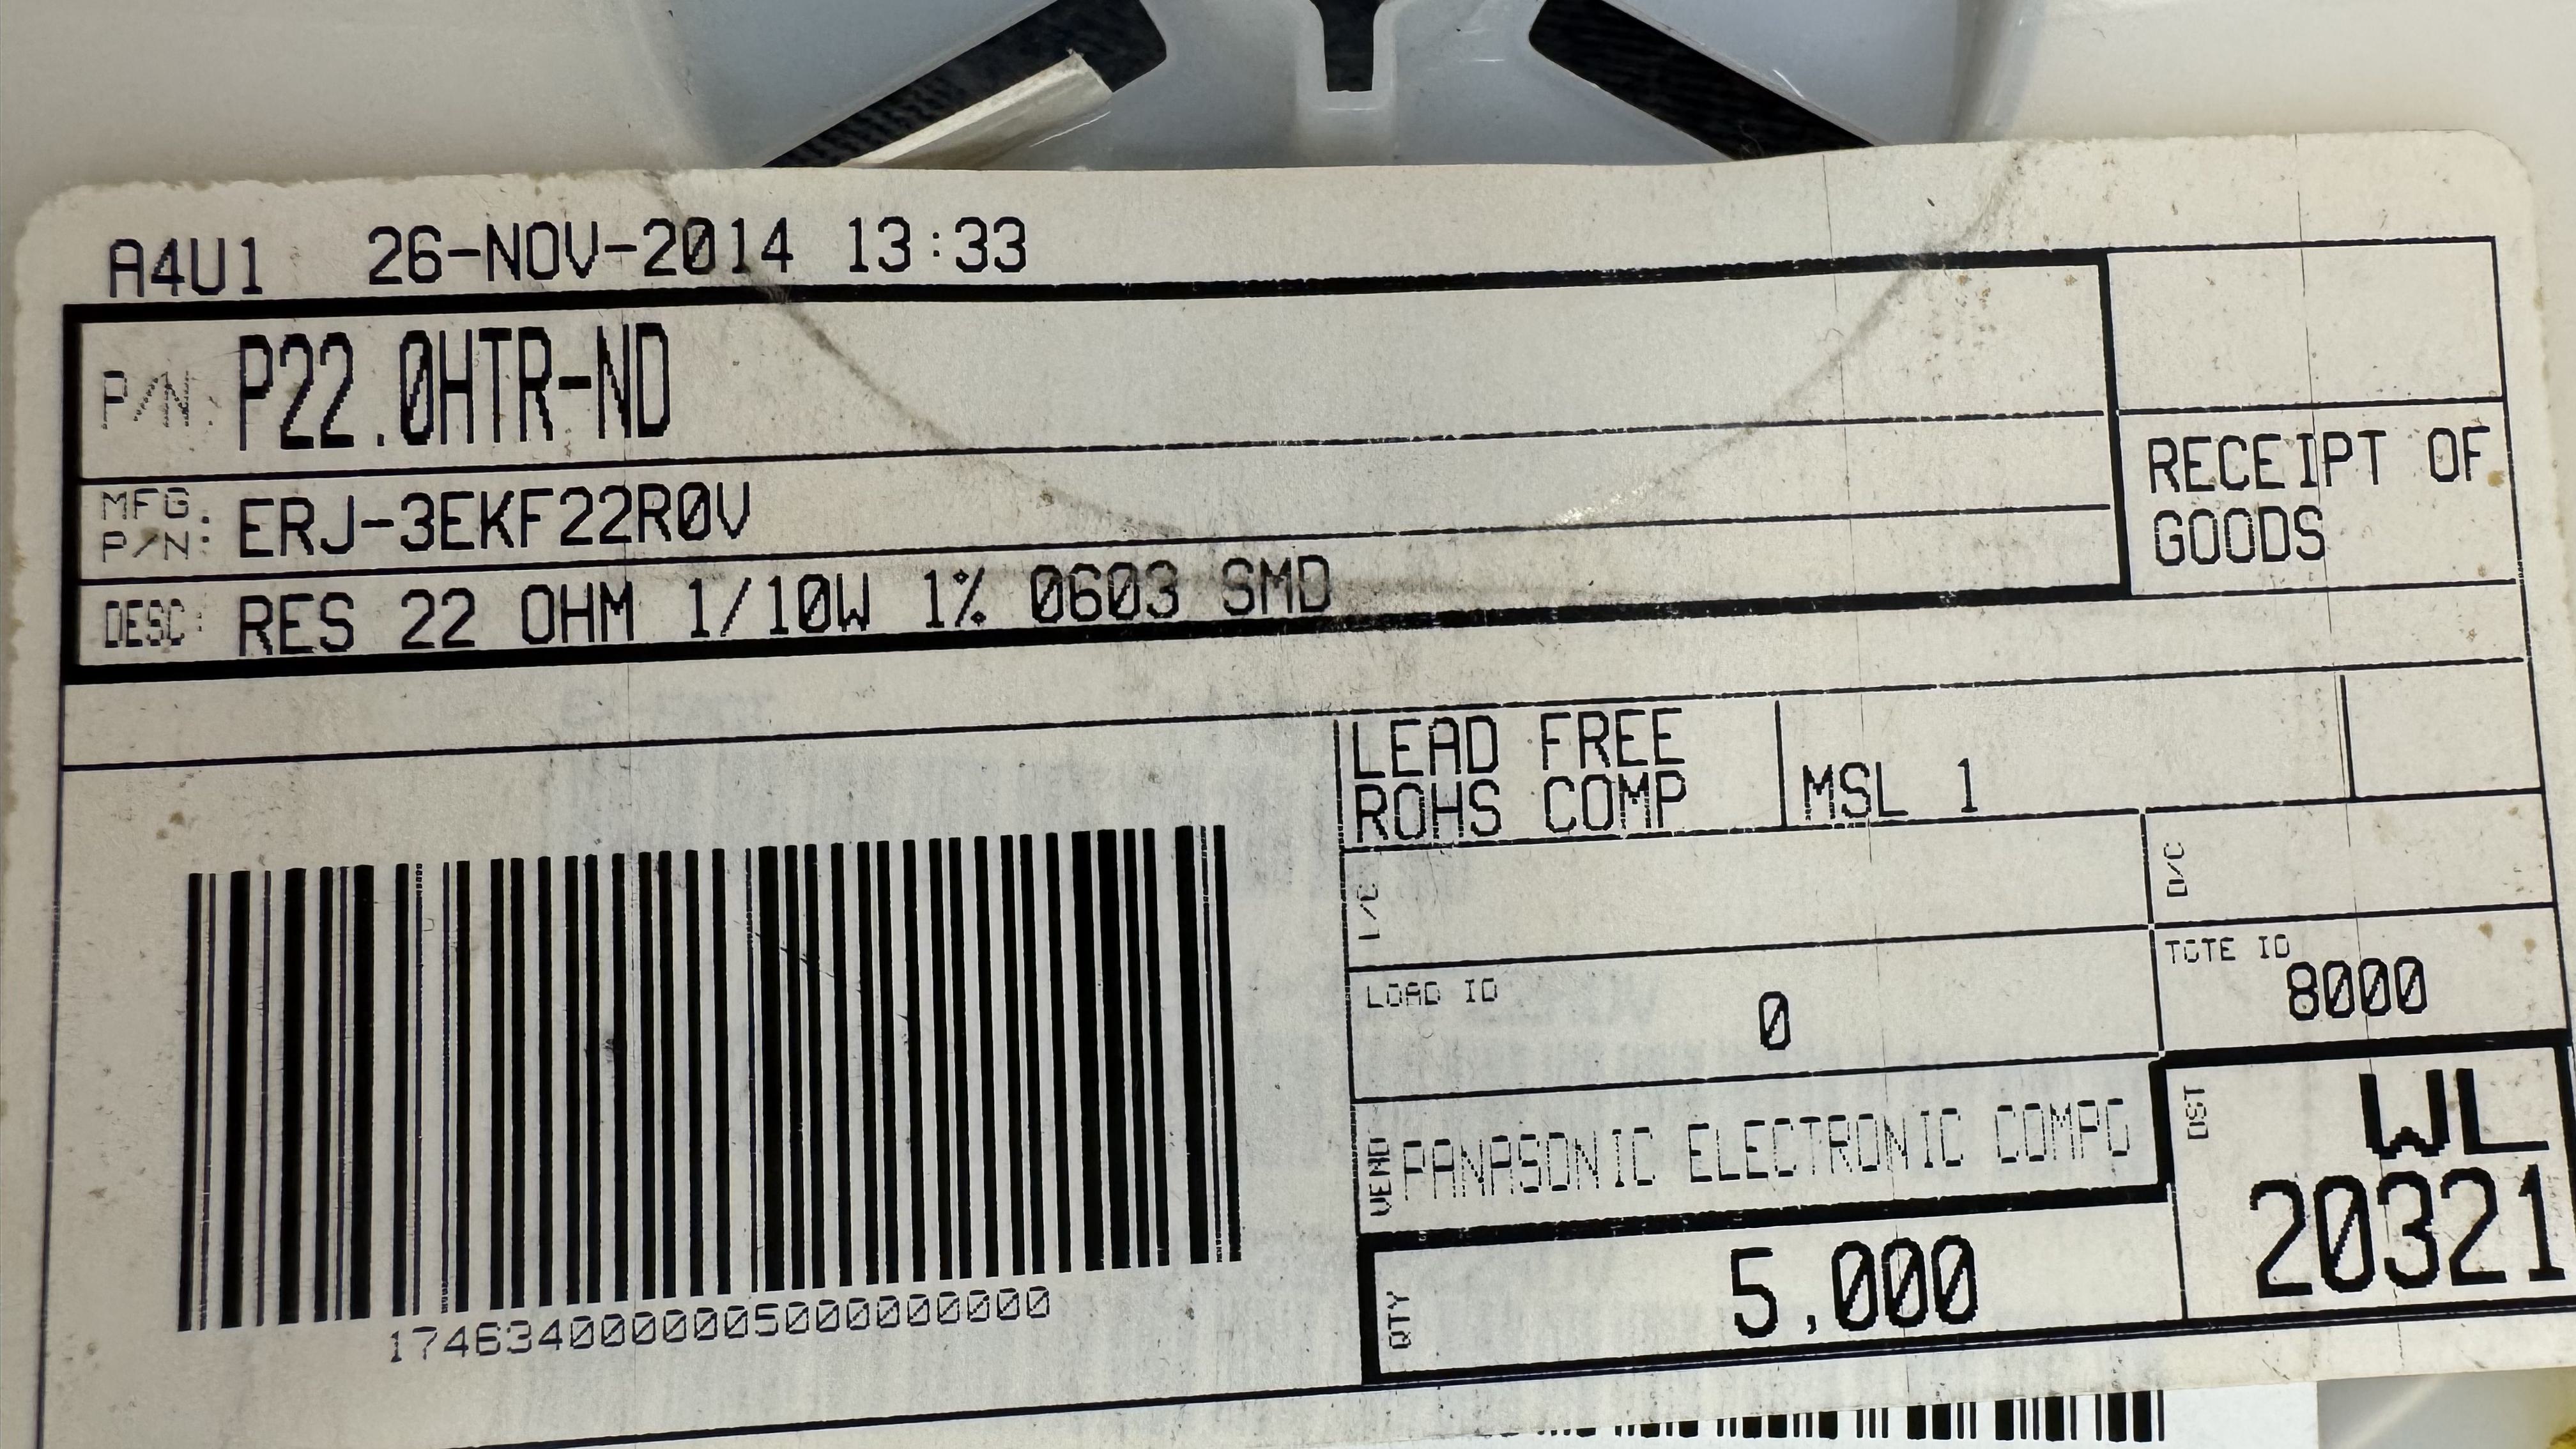 A4U1 26-NOV-2014 13:33
P/N: P22.0HTR-ND
MFG. P/N: ERJ-3EKF22R0V
DESC: RES 22 OHM 1/10W 1% 0603 SMD
RECEIPT OF
GOODS
LEAD FREE
ROHS COMP
MSL 1
L/C
D/C
LOAD ID
0
TOTE ID
8000
VEND PANASONIC ELECTRONIC COMPO
DST
WL
20321
QTY
5,000
1746340000005000000000